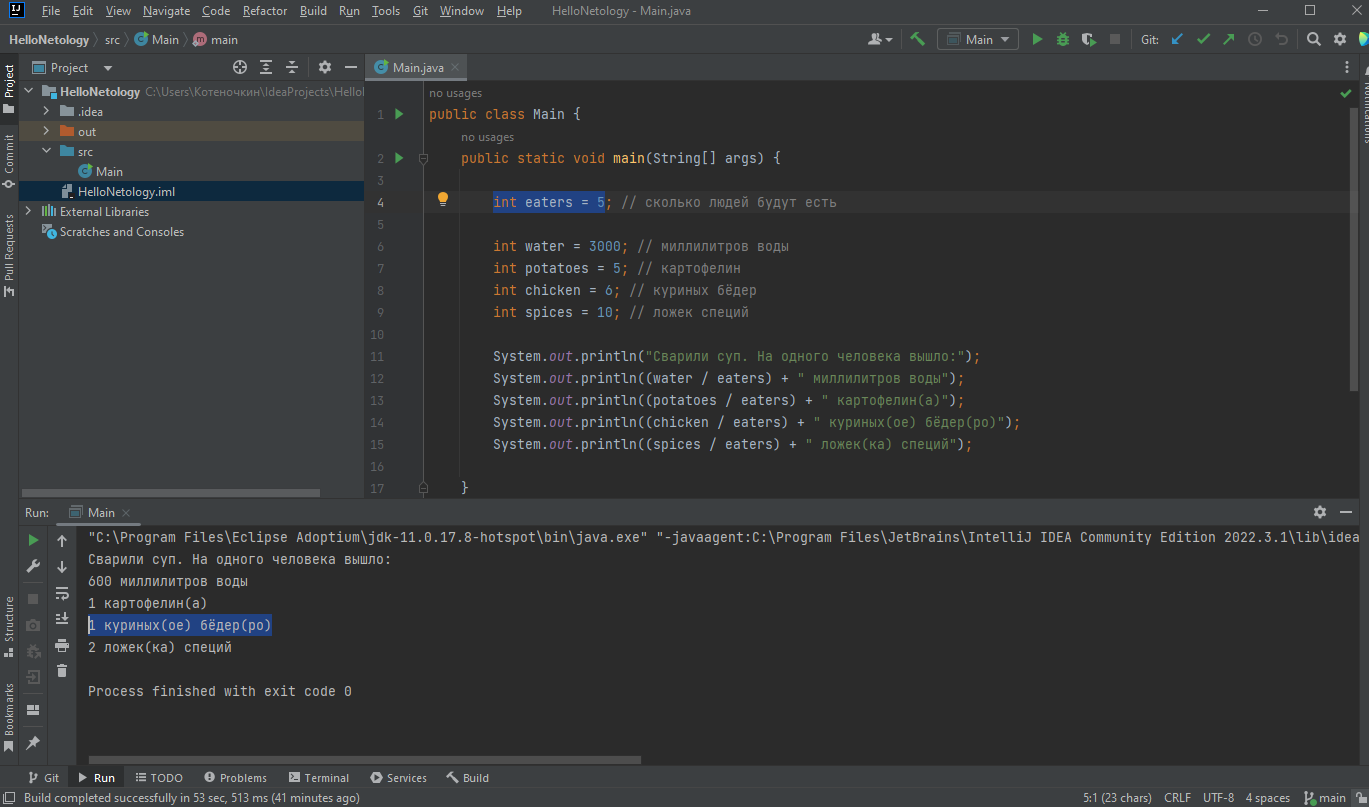 File Edit View Navigate Code Refactor Build Run Tools Git Window Help HelloNetology - Main.java
HelloNetology src Main main
Main Git:
Project
Main.java
HelloNetology C:\Users\Котеночкин\IdeaProjects\Hello
.idea
out
src
Main
HelloNetology.iml
External Libraries
Scratches and Consoles
Project
Commit
Pull Requests
Structure
Bookmarks
Notifications
no usages
1 public class Main {
no usages
2 public static void main(String[] args) {
3
4 int eaters = 5; // сколько людей будут есть
5
6 int water = 3000; // миллилитров воды
7 int potatoes = 5; // картофелин
8 int chicken = 6; // куриных бёдер
9 int spices = 10; // ложек специй
10
11 System.out.println("Сварили суп. На одного человека вышло:");
12 System.out.println((water / eaters) + " миллилитров воды");
13 System.out.println((potatoes / eaters) + " картофелин(а)");
14 System.out.println((chicken / eaters) + " куриных(ое) бёдер(ро)");
15 System.out.println((spices / eaters) + " ложек(ка) специй");
16
17 }
Run: Main
"C:\Program Files\Eclipse Adoptium\jdk-11.0.17.8-hotspot\bin\java.exe" "-javaagent:C:\Program Files\JetBrains\IntelliJ IDEA Community Edition 2022.3.1\lib\idea
Сварили суп. На одного человека вышло:
600 миллилитров воды
1 картофелин(а)
1 куриных(ое) бёдер(ро)
2 ложек(ка) специй
Process finished with exit code 0
Git Run TODO Problems Terminal Services Build
Build completed successfully in 53 sec, 513 ms (41 minutes ago) 5:1 (23 chars) CRLF UTF-8 4 spaces main